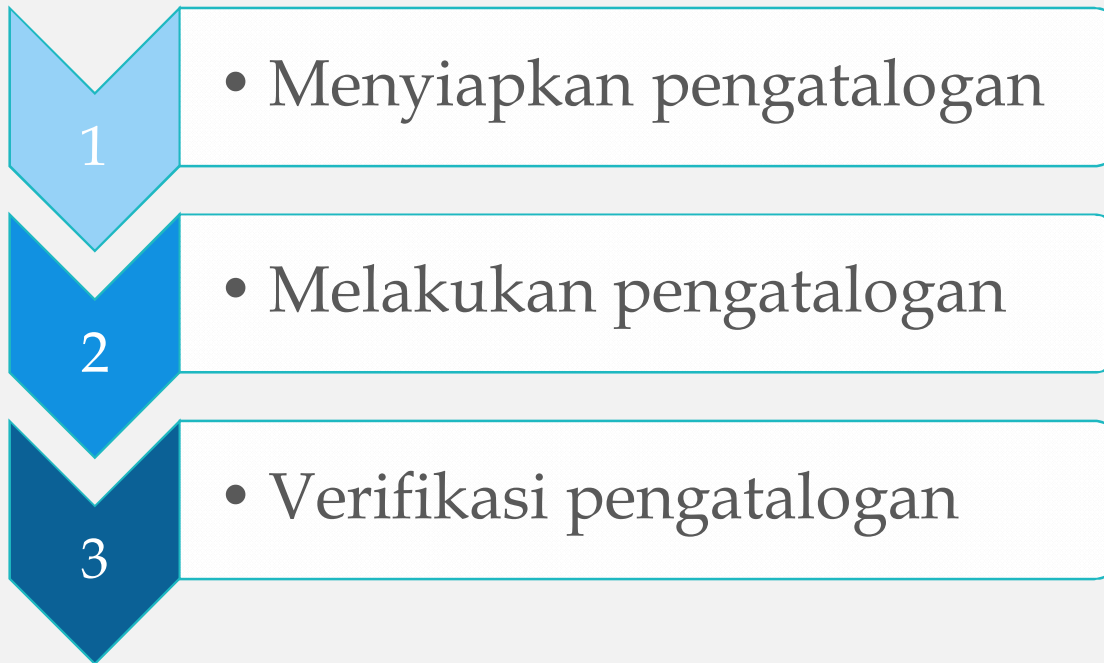 1
• Menyiapkan pengatalogan
2
• Melakukan pengatalogan
3
• Verifikasi pengatalogan